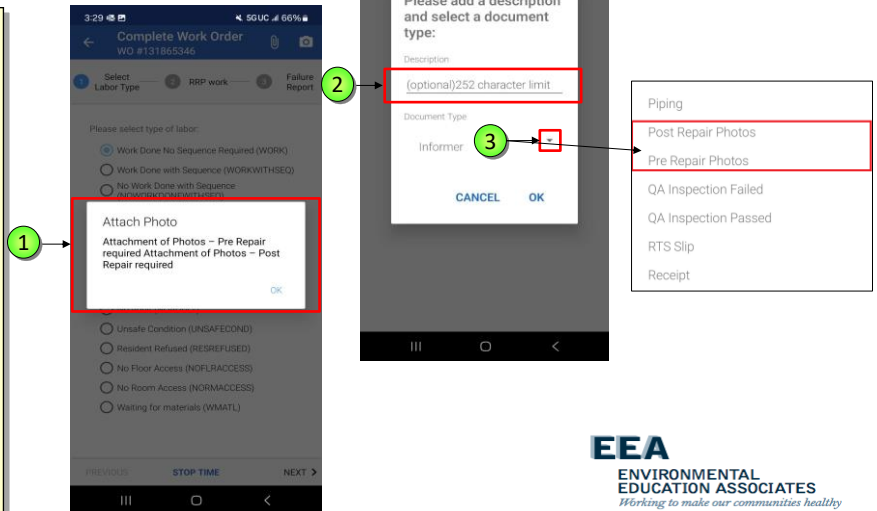 3:29
5GUC 66%
Complete Work Order
WO #131865346
1 Select Labor Type
2 RRP work
3 Failure Report
Please select type of labor:
Work Done No Sequence Required (WORK)
Work Done with Sequence (WORKWITHSEQ)
No Work Done with Sequence
(NOWORKDONEWITHSEQ)
1
Attach Photo
Attachment of Photos – Pre Repair
required Attachment of Photos – Post
Repair required
OK
Unsafe Condition (UNSAFECOND)
Resident Refused (RESREFUSED)
No Floor Access (NOFLRACCESS)
No Room Access (NORMACCESS)
Waiting for materials (WMATL)
PREVIOUS STOP TIME NEXT
Please add a description
and select a document
type:
Description
2
(optional)252 character limit
Document Type
Informer
3
CANCEL OK
Piping
Post Repair Photos
Pre Repair Photos
QA Inspection Failed
QA Inspection Passed
RTS Slip
Receipt
EEA
ENVIRONMENTAL
EDUCATION ASSOCIATES
Working to make our communities healthy